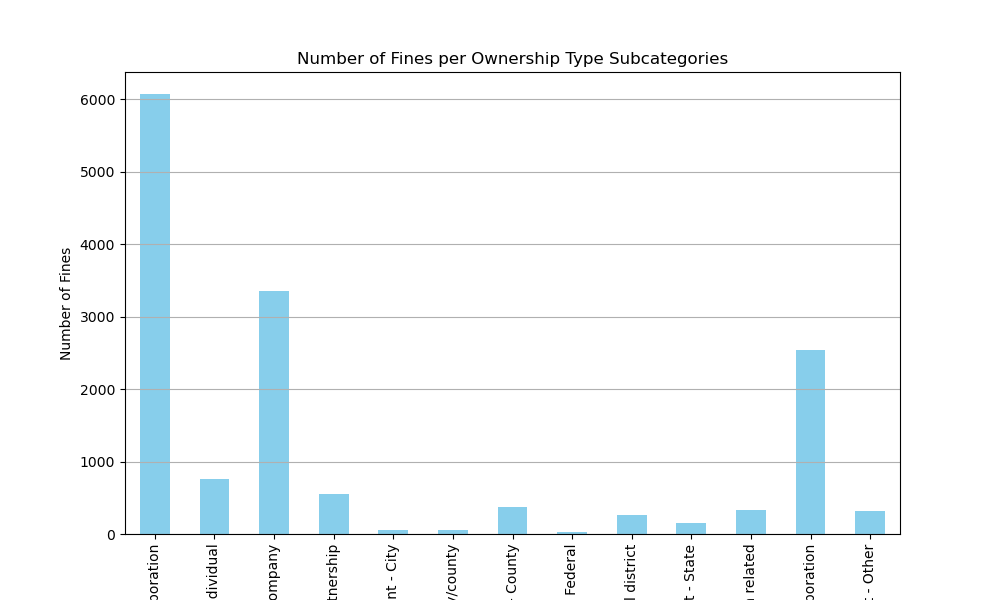 Number of Fines per Ownership Type Subcategories
Number of Fines
6000
5000
4000
3000
2000
1000
0
poration
dividual
ompany
tnership
nt - City
y/county
- County
Federal
l district
t - State
n related
poration
t - Other